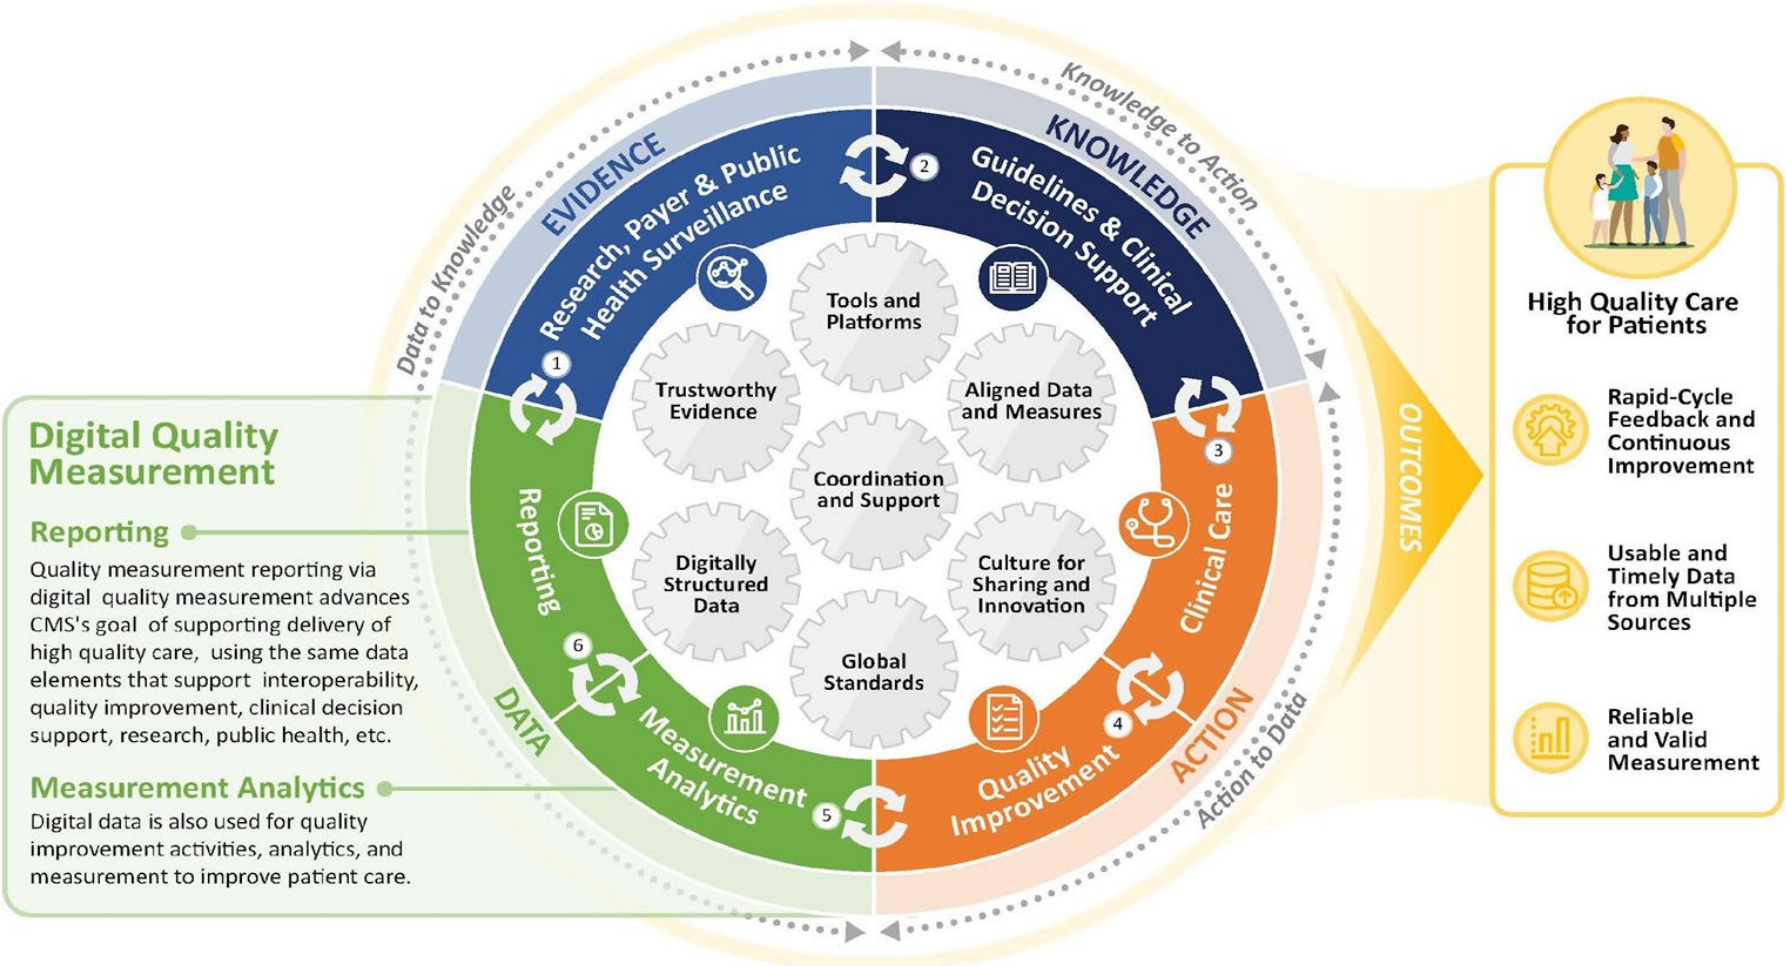 Digital Quality
Measurement
Reporting
Quality measurement reporting via
digital quality measurement advances
CMS's goal of supporting delivery of
high quality care, using the same data
elements that support interoperability,
quality improvement, clinical decision
support, research, public health, etc.
Measurement Analytics
Digital data is also used for quality
improvement activities, analytics, and
measurement to improve patient care.
Data to Knowledge
Knowledge to Action
Action to Data
EVIDENCE
KNOWLEDGE
ACTION
DATA
1
Research, Payer & Public
Health Surveillance
2
Guidelines & Clinical
Decision Support
3
Clinical Care
4
Quality
Improvement
5
Measurement
Analytics
6
Reporting
Tools and
Platforms
Trustworthy
Evidence
Aligned Data
and Measures
Coordination
and Support
Digitally
Structured
Data
Culture for
Sharing and
Innovation
Global
Standards
OUTCOMES
High Quality Care
for Patients
Rapid-Cycle
Feedback and
Continuous
Improvement
Usable and
Timely Data
from Multiple
Sources
Reliable
and Valid
Measurement